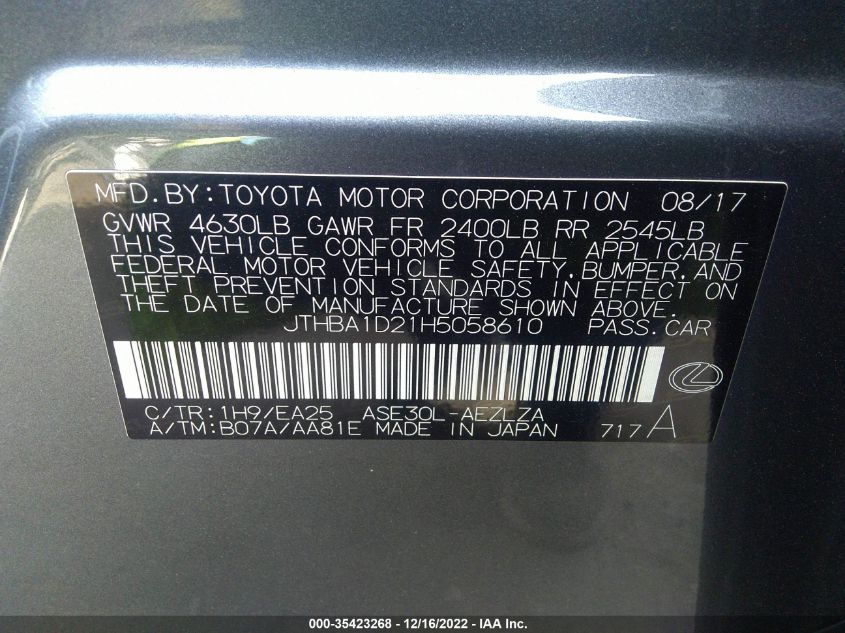 MFD.BY:TOYOTA MOTOR CORPORATION 08/17
GVWR 4630LB GAWR FR 2400LB RR 2545LB
THIS VEHICLE CONFORMS TO ALL APPLICABLE
FEDERAL MOTOR VEHICLE SAFETY,BUMPER,AND
THEFT PREVENTION STANDARDS IN EFFECT ON
THE DATE OF MANUFACTURE SHOWN ABOVE.
JTHBA1D21H5058610 PASS.CAR
C/TR:1H9/EA25 ASE30L-AEZLZA
A/TM:B07A/AA81E MADE IN JAPAN 717A
000-35423268 - 12/16/2022 - IAA Inc.